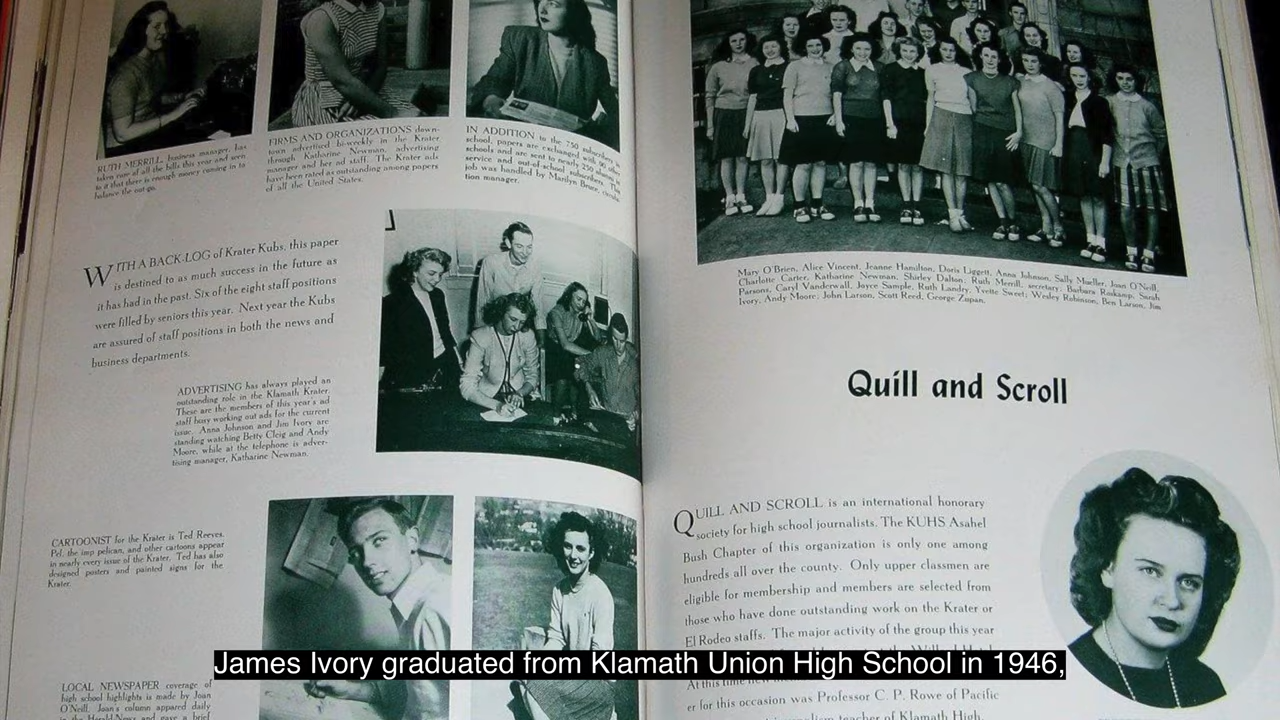 RUTH MERRILL, business manager, has
taken care of all the bills this year and seen
to it that there is enough money coming in to
balance the out-go.
FIRMS AND ORGANIZATIONS down-
town advertised bi-weekly in the Krater
through Katharine Newman, advertising
manager and her ad staff. The Krater ads
have been rated as outstanding among papers
of all the United States.
IN ADDITION to the 750 subscribers in
school, papers are exchanged with 90 other
schools and are sent to nearly 250 alumni in
service and out-of-school subscribers. This
job was handled by Marilyn Bruce, circula-
tion manager.
WITH A BACK-LOG of Krater Kubs, this paper
is destined to as much success in the future as
it has had in the past. Six of the eight staff positions
were filled by seniors this year. Next year the Kubs
are assured of staff positions in both the news and
business departments.
ADVERTISING has always played an
outstanding role in the Klamath Krater.
These are the members of this year's ad
staff busy working out ads for the current
issue. Anna Johnson and Jim Ivory are
standing watching Betty Cleig and Andy
Moore, while at the telephone is adver-
tising manager, Katharine Newman.
CARTOONIST for the Krater is Ted Reeves.
Pel, the imp pelican, and other cartoons appear
in nearly every issue of the Krater. Ted has also
designed posters and painted signs for the
Krater.
LOCAL NEWSPAPER coverage of
high school highlights is made by Joan
O'Neill. Joan's column appeared daily
in the Herald-News and gave a brief
Mary O'Brien, Alice Vincent, Jeanne Hamilton, Doris Liggett, Anna Johnson, Sally Mueller, Joan O'Neill,
Charlotte Carter, Katharine Newman, Shirley Dalton, Ruth Merrill, secretary; Barbara Roskamp, Sarah
Parsons, Caryl Vanderwall, Joyce Sample, Ruth Landry, Yvette Sweet; Wesley Robinson, Ben Larson, Jim
Ivory, Andy Moore, John Larson, Scott Reed, George Zupan.
Quill and Scroll
QUILL AND SCROLL is an international honorary
society for high school journalists. The KUHS Asahel
Bush Chapter of this organization is only one among
hundreds all over the county. Only upper classmen are
eligible for membership and members are selected from
those who have done outstanding work on the Krater or
El Rodeo staffs. The major activity of the group this year
At this time
er for this occasion was Professor C. P. Rowe of Pacific
journalism teacher of Klamath High.
James Ivory graduated from Klamath Union High School in 1946,